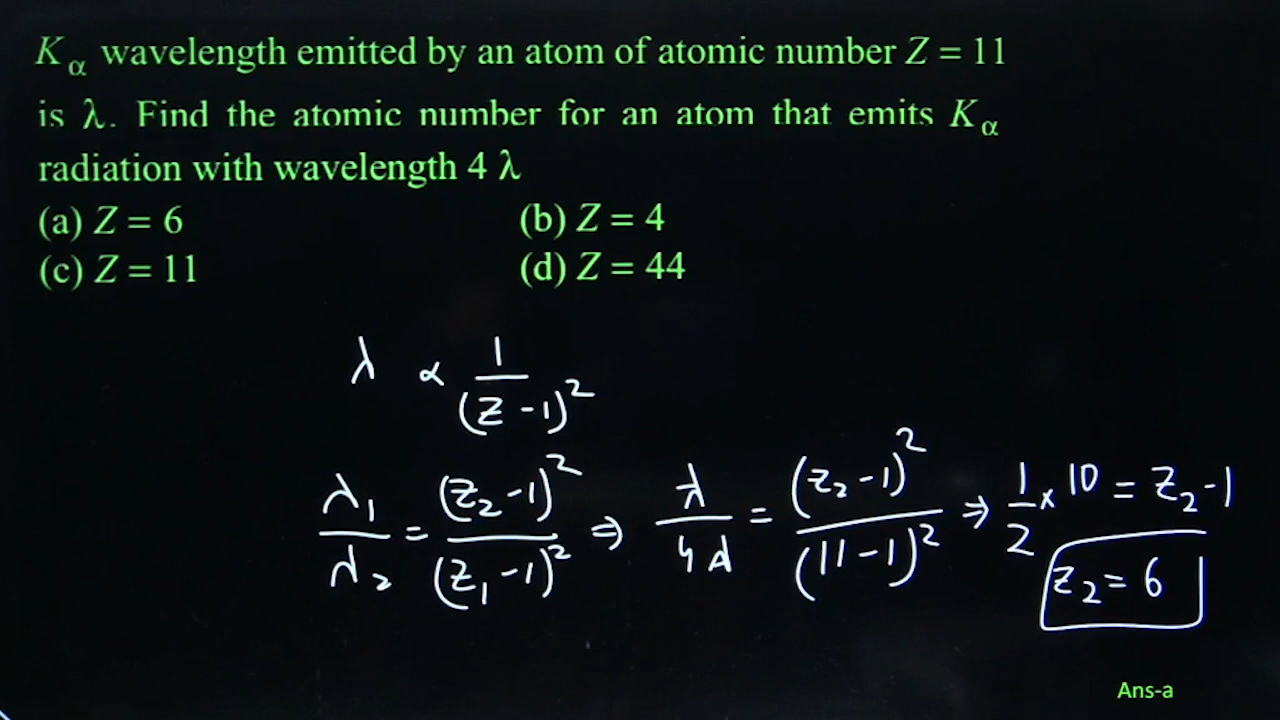 K α wavelength emitted by an atom of atomic number Z = 11
is λ. Find the atomic number for an atom that emits K α
radiation with wavelength 4 λ
(a) Z = 6 (b) Z = 4
(c) Z = 11 (d) Z = 44
λ ∝ 1/(Z-1)²
λ₁/λ₂ = (Z₂-1)²/(Z₁-1)² ⇒ λ/4λ = (Z₂-1)²/(11-1)² ⇒ 1/2 × 10 = Z₂-1
Z₂ = 6
Ans-a